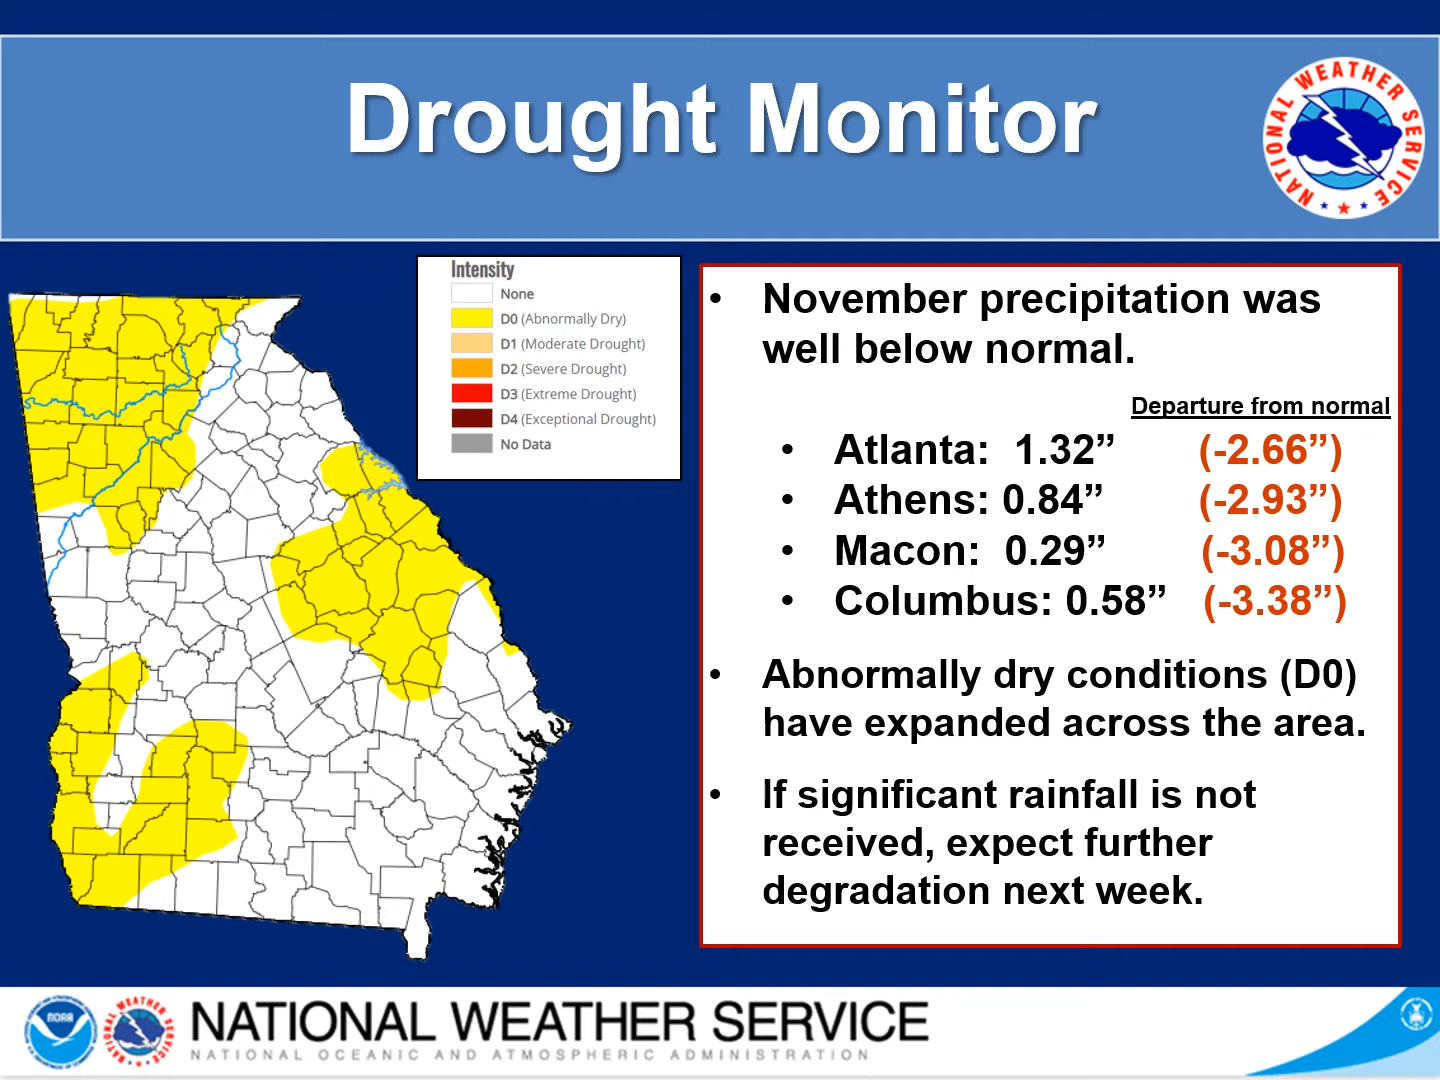 Drought Monitor
NATIONAL WEATHER SERVICE
Intensity
None
D0 (Abnormally Dry)
D1 (Moderate Drought)
D2 (Severe Drought)
D3 (Extreme Drought)
D4 (Exceptional Drought)
No Data
• November precipitation was
well below normal.
Departure from normal
• Atlanta: 1.32” (-2.66”)
• Athens: 0.84” (-2.93”)
• Macon: 0.29” (-3.08”)
• Columbus: 0.58” (-3.38”)
• Abnormally dry conditions (D0)
have expanded across the area.
• If significant rainfall is not
received, expect further
degradation next week.
NOAA
NATIONAL WEATHER SERVICE
NATIONAL WEATHER SERVICE
NATIONAL OCEANIC AND ATMOSPHERIC ADMINISTRATION